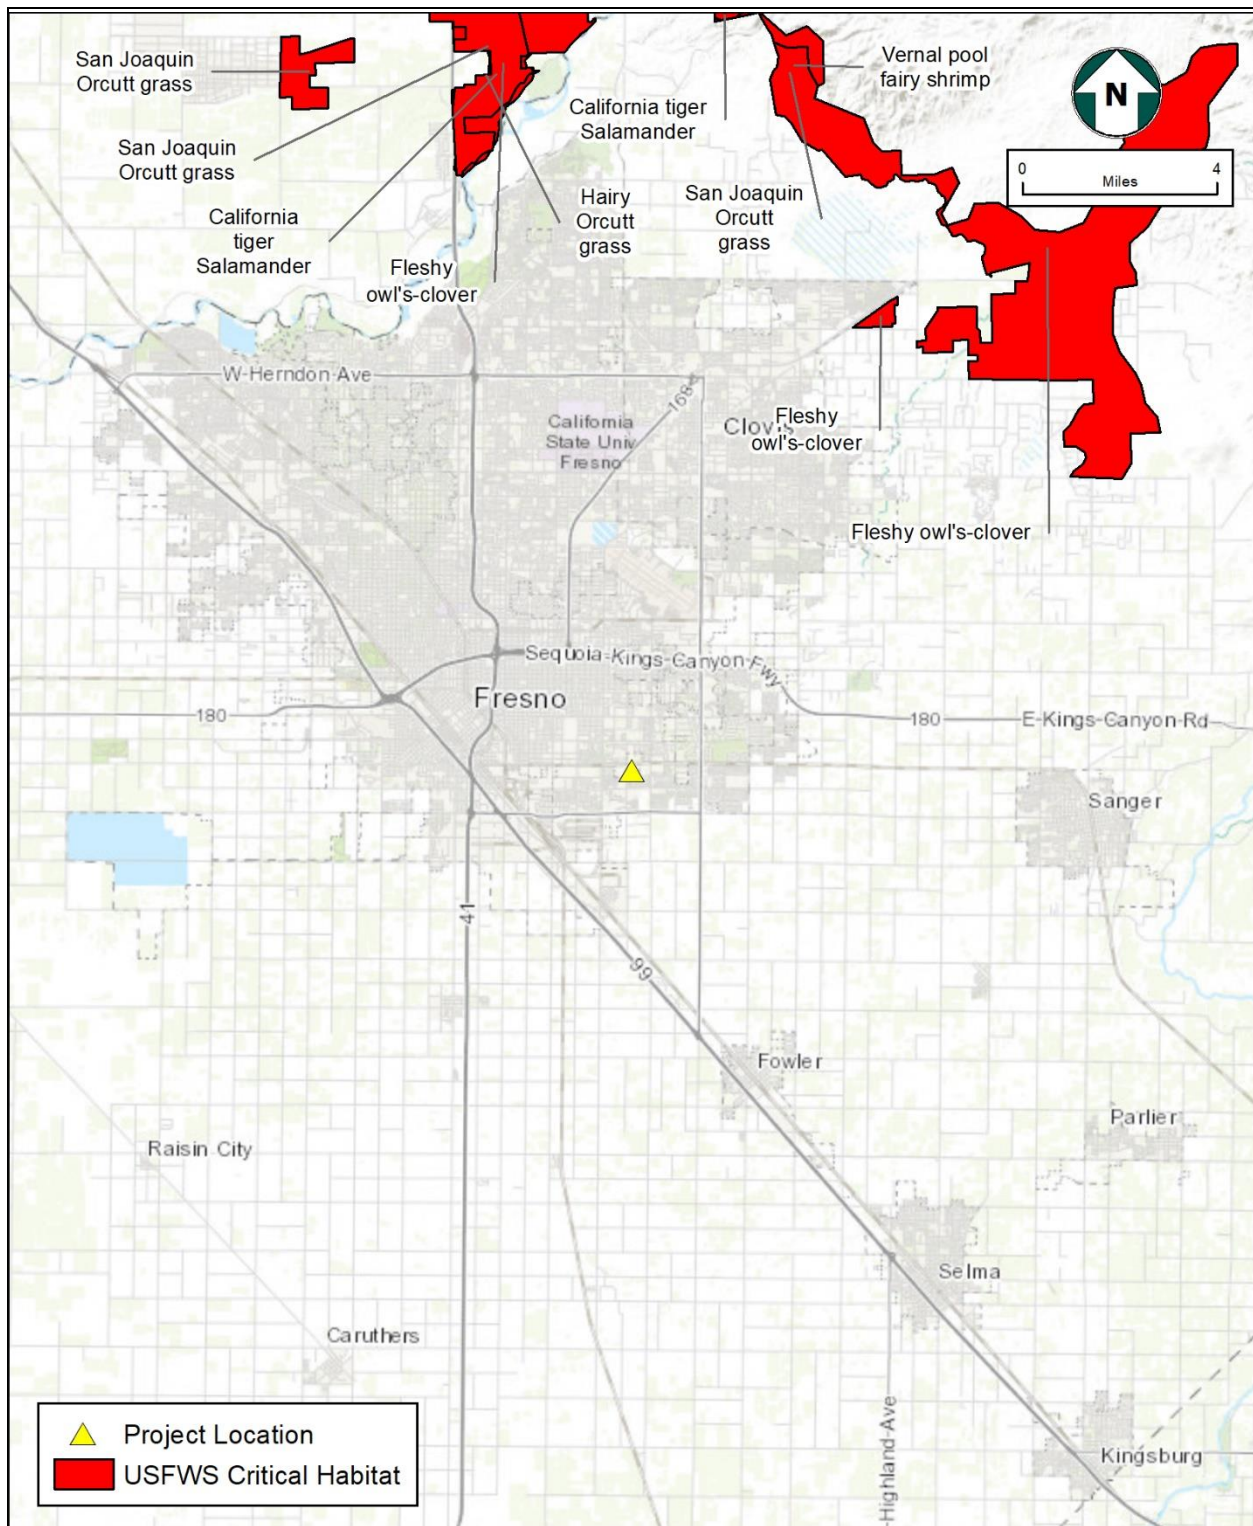 San Joaquin
Orcutt grass
San Joaquin
Orcutt grass
California
tiger
Salamander
Fleshy
owl's-clover
Hairy
Orcutt
grass
California tiger
Salamander
San Joaquin
Orcutt
grass
Vernal pool
fairy shrimp
N
0 4
Miles
W-Herndon-Ave
California
State Univ
Fresno
168
Clovis
Fleshy
owl's-clover
Fleshy owl's-clover
Sequoia-Kings-Canyon-Fwy
Fresno
180
180
E-Kings-Canyon-Rd
Sanger
41
99
Fowler
Parlier
Raisin City
Selma
Caruthers
-Highland-Ave
Kingsburg
Project Location
USFWS Critical Habitat